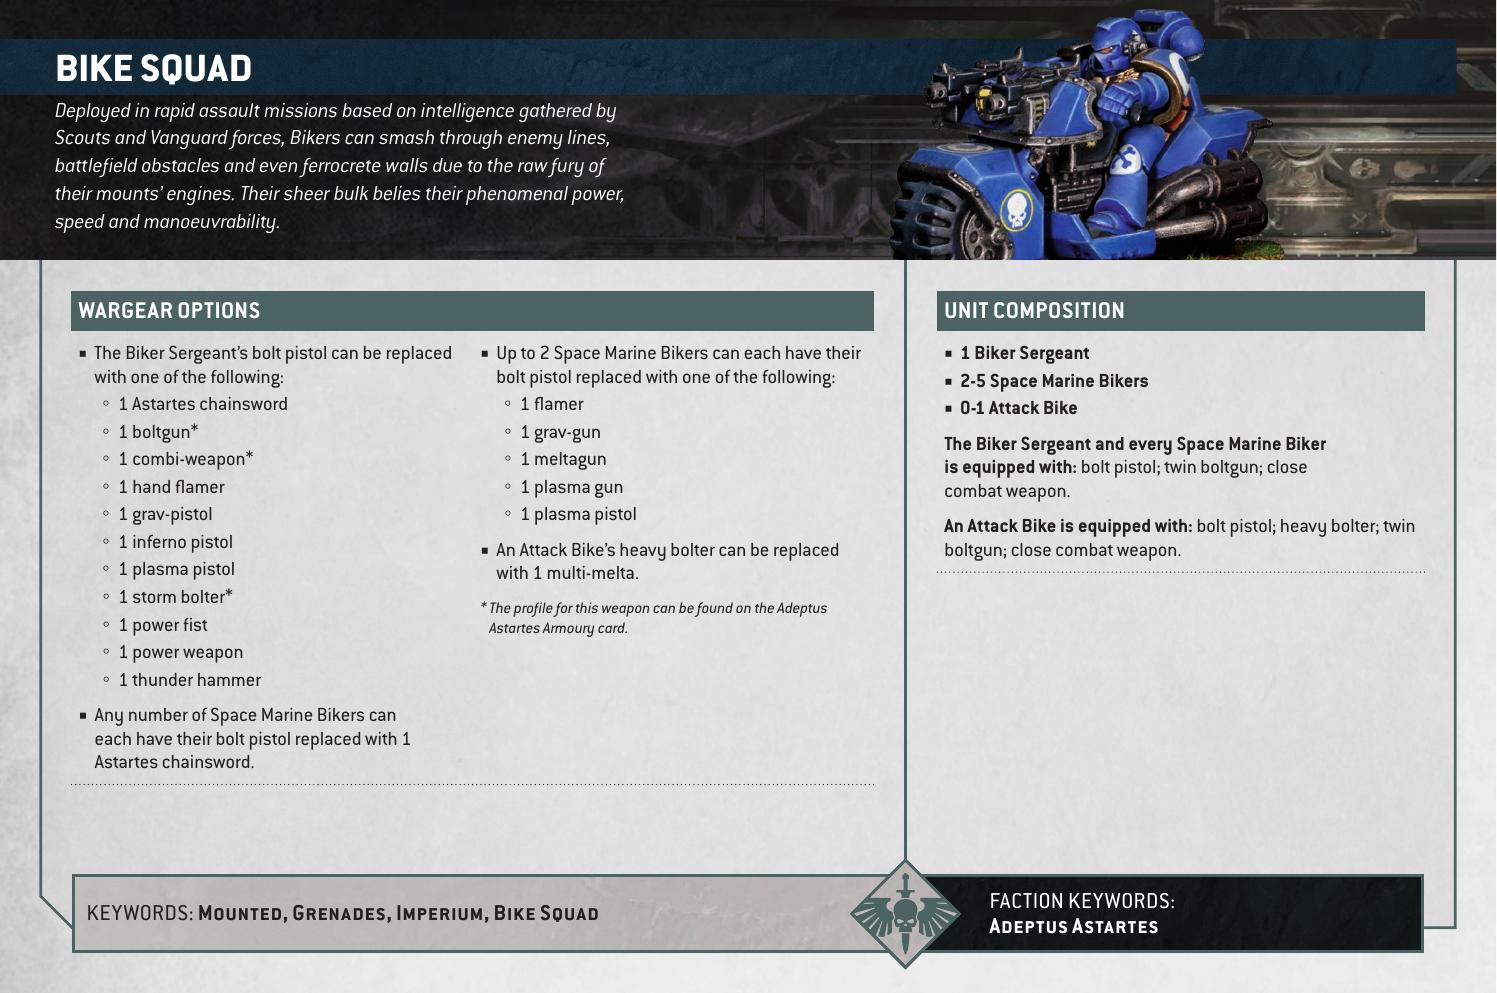 BIKE SQUAD
Deployed in rapid assault missions based on intelligence gathered by
Scouts and Vanguard forces, Bikers can smash through enemy lines,
battlefield obstacles and even ferrocrete walls due to the raw fury of
their mounts’ engines. Their sheer bulk belies their phenomenal power,
speed and manoeuvrability.
WARGEAR OPTIONS
▪ The Biker Sergeant’s bolt pistol can be replaced
with one of the following:
◦ 1 Astartes chainsword
◦ 1 boltgun*
◦ 1 combi-weapon*
◦ 1 hand flamer
◦ 1 grav-pistol
◦ 1 inferno pistol
◦ 1 plasma pistol
◦ 1 storm bolter*
◦ 1 power fist
◦ 1 power weapon
◦ 1 thunder hammer
▪ Any number of Space Marine Bikers can
each have their bolt pistol replaced with 1
Astartes chainsword.
▪ Up to 2 Space Marine Bikers can each have their
bolt pistol replaced with one of the following:
◦ 1 flamer
◦ 1 grav-gun
◦ 1 meltagun
◦ 1 plasma gun
◦ 1 plasma pistol
▪ An Attack Bike’s heavy bolter can be replaced
with 1 multi-melta.
* The profile for this weapon can be found on the Adeptus
Astartes Armoury card.
UNIT COMPOSITION
▪ 1 Biker Sergeant
▪ 2-5 Space Marine Bikers
▪ 0-1 Attack Bike
The Biker Sergeant and every Space Marine Biker
is equipped with: bolt pistol; twin boltgun; close
combat weapon.
An Attack Bike is equipped with: bolt pistol; heavy bolter; twin
boltgun; close combat weapon.
KEYWORDS: MOUNTED, GRENADES, IMPERIUM, BIKE SQUAD
FACTION KEYWORDS:
ADEPTUS ASTARTES